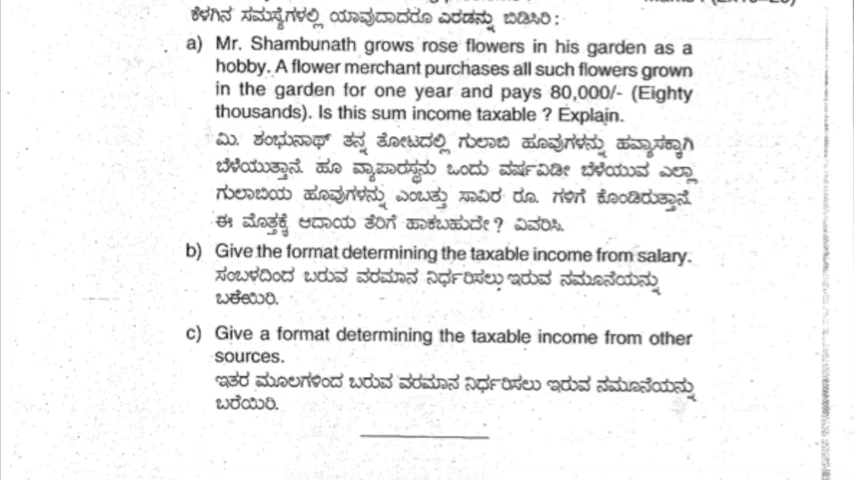 ಕೆಳಗಿನ ಸಮಸ್ಯೆಗಳಲ್ಲಿ ಯಾವುದಾದರೂ ಎರಡನ್ನು ಬಿಡಿಸಿರಿ :
a) Mr. Shambunath grows rose flowers in his garden as a
hobby. A flower merchant purchases all such flowers grown
in the garden for one year and pays 80,000/- (Eighty
thousands). Is this sum income taxable ? Explain.
ಮಿ. ಶಂಭುನಾಥ್ ತನ್ನ ತೋಟದಲ್ಲಿ ಗುಲಾಬಿ ಹೂವುಗಳನ್ನು ಹವ್ಯಾಸಕ್ಕಾಗಿ
ಬೆಳೆಯುತ್ತಾನೆ. ಹೂ ವ್ಯಾಪಾರಸ್ಥನು ಒಂದು ವರ್ಷವಿಡೀ ಬೆಳೆಯುವ ಎಲ್ಲಾ
ಗುಲಾಬಿಯ ಹೂವುಗಳನ್ನು ಎಂಬತ್ತು ಸಾವಿರ ರೂ. ಗಳಿಗೆ ಕೊಂಡಿರುತ್ತಾನೆ.
ಈ ಮೊತ್ತಕ್ಕೆ ಆದಾಯ ತೆರಿಗೆ ಹಾಕಬಹುದೇ ? ವಿವರಿಸಿ.
b) Give the format determining the taxable income from salary.
ಸಂಬಳದಿಂದ ಬರುವ ವರಮಾನ ನಿರ್ಧರಿಸಲು ಇರುವ ನಮೂನೆಯನ್ನು
ಬರೆಯಿರಿ.
c) Give a format determining the taxable income from other
sources.
ಇತರ ಮೂಲಗಳಿಂದ ಬರುವ ವರಮಾನ ನಿರ್ಧರಿಸಲು ಇರುವ ನಮೂನೆಯನ್ನು
ಬರೆಯಿರಿ.